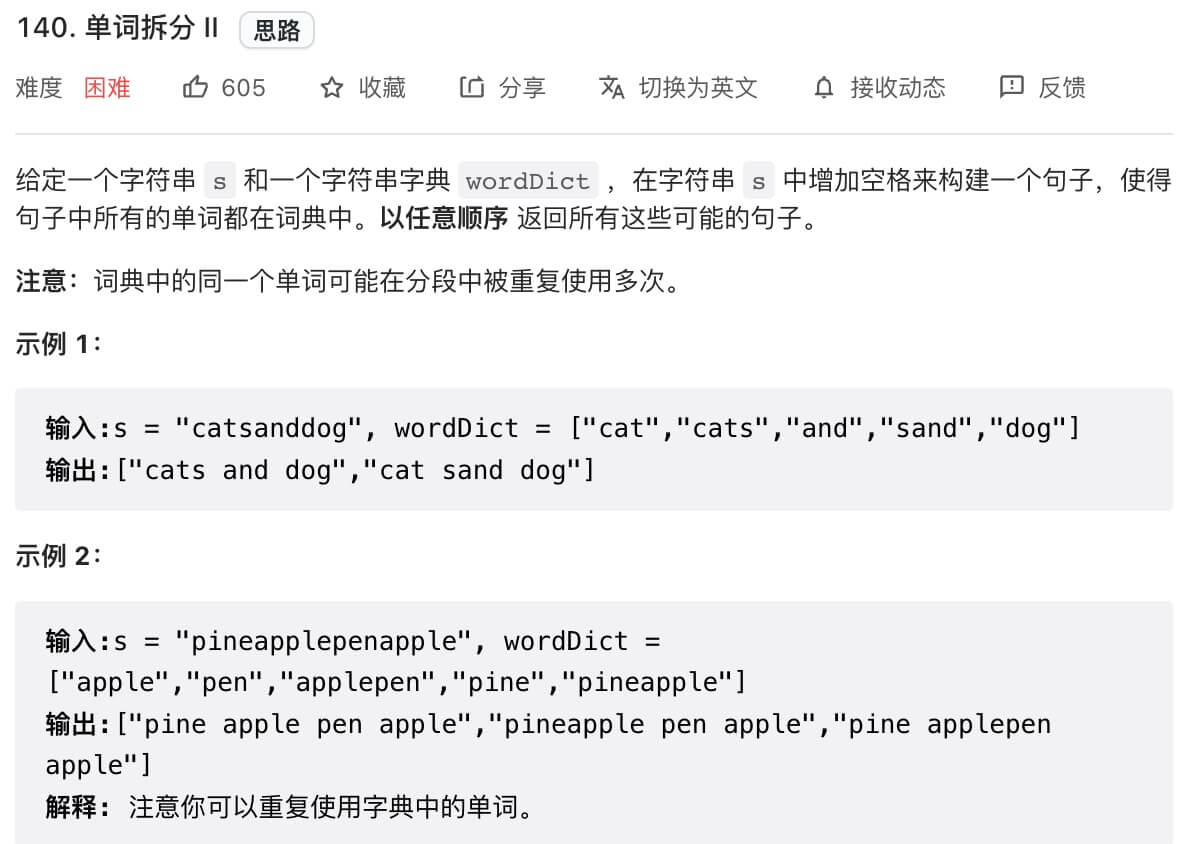 140. 单词拆分 II 思路
难度 困难 605 收藏 分享 切换为英文 接收动态 反馈
给定一个字符串 s 和一个字符串字典 wordDict ，在字符串 s 中增加空格来构建一个句子，使得
句子中所有的单词都在词典中。以任意顺序 返回所有这些可能的句子。
注意：词典中的同一个单词可能在分段中被重复使用多次。
示例 1：
输入:s = "catsanddog", wordDict = ["cat","cats","and","sand","dog"]
输出:["cats and dog","cat sand dog"]
示例 2：
输入:s = "pineapplepenapple", wordDict =
["apple","pen","applepen","pine","pineapple"]
输出:["pine apple pen apple","pineapple pen apple","pine applepen
apple"]
解释: 注意你可以重复使用字典中的单词。